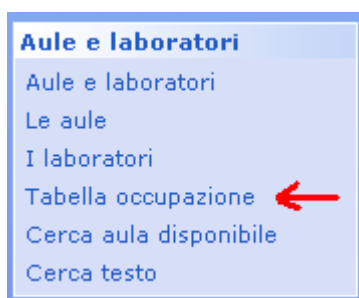 Aule e laboratori
Aule e laboratori
Le aule
I laboratori
Tabella occupazione
Cerca aula disponibile
Cerca testo